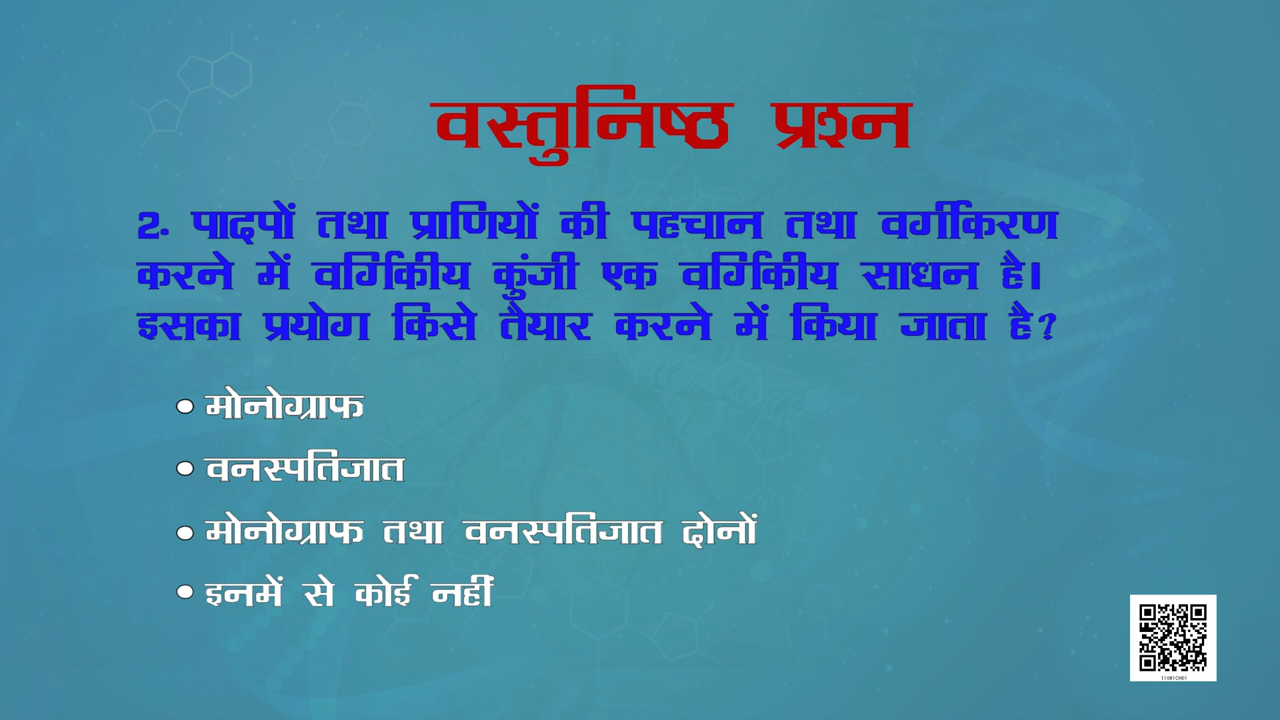 वस्तुनिष्ठ प्रश्न
2. पादपों तथा प्राणियों की पहचान तथा वर्गीकरण
करने में वर्गिकीय कुंजी एक वर्गिकीय साधन है।
इसका प्रयोग किसे तैयार करने में किया जाता है?
• मोनोग्राफ
• वनस्पतिजात
• मोनोग्राफ तथा वनस्पतिजात दोनों
• इनमें से कोई नहीं
11081CH01